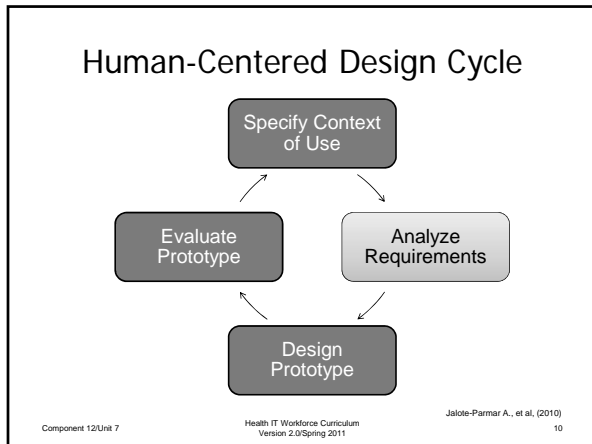 Human-Centered Design Cycle
Specify Context
of Use
Analyze
Requirements
Design
Prototype
Evaluate
Prototype
Jalote-Parmar A., et al, (2010)
Component 12/Unit 7
Health IT Workforce Curriculum
Version 2.0/Spring 2011
10